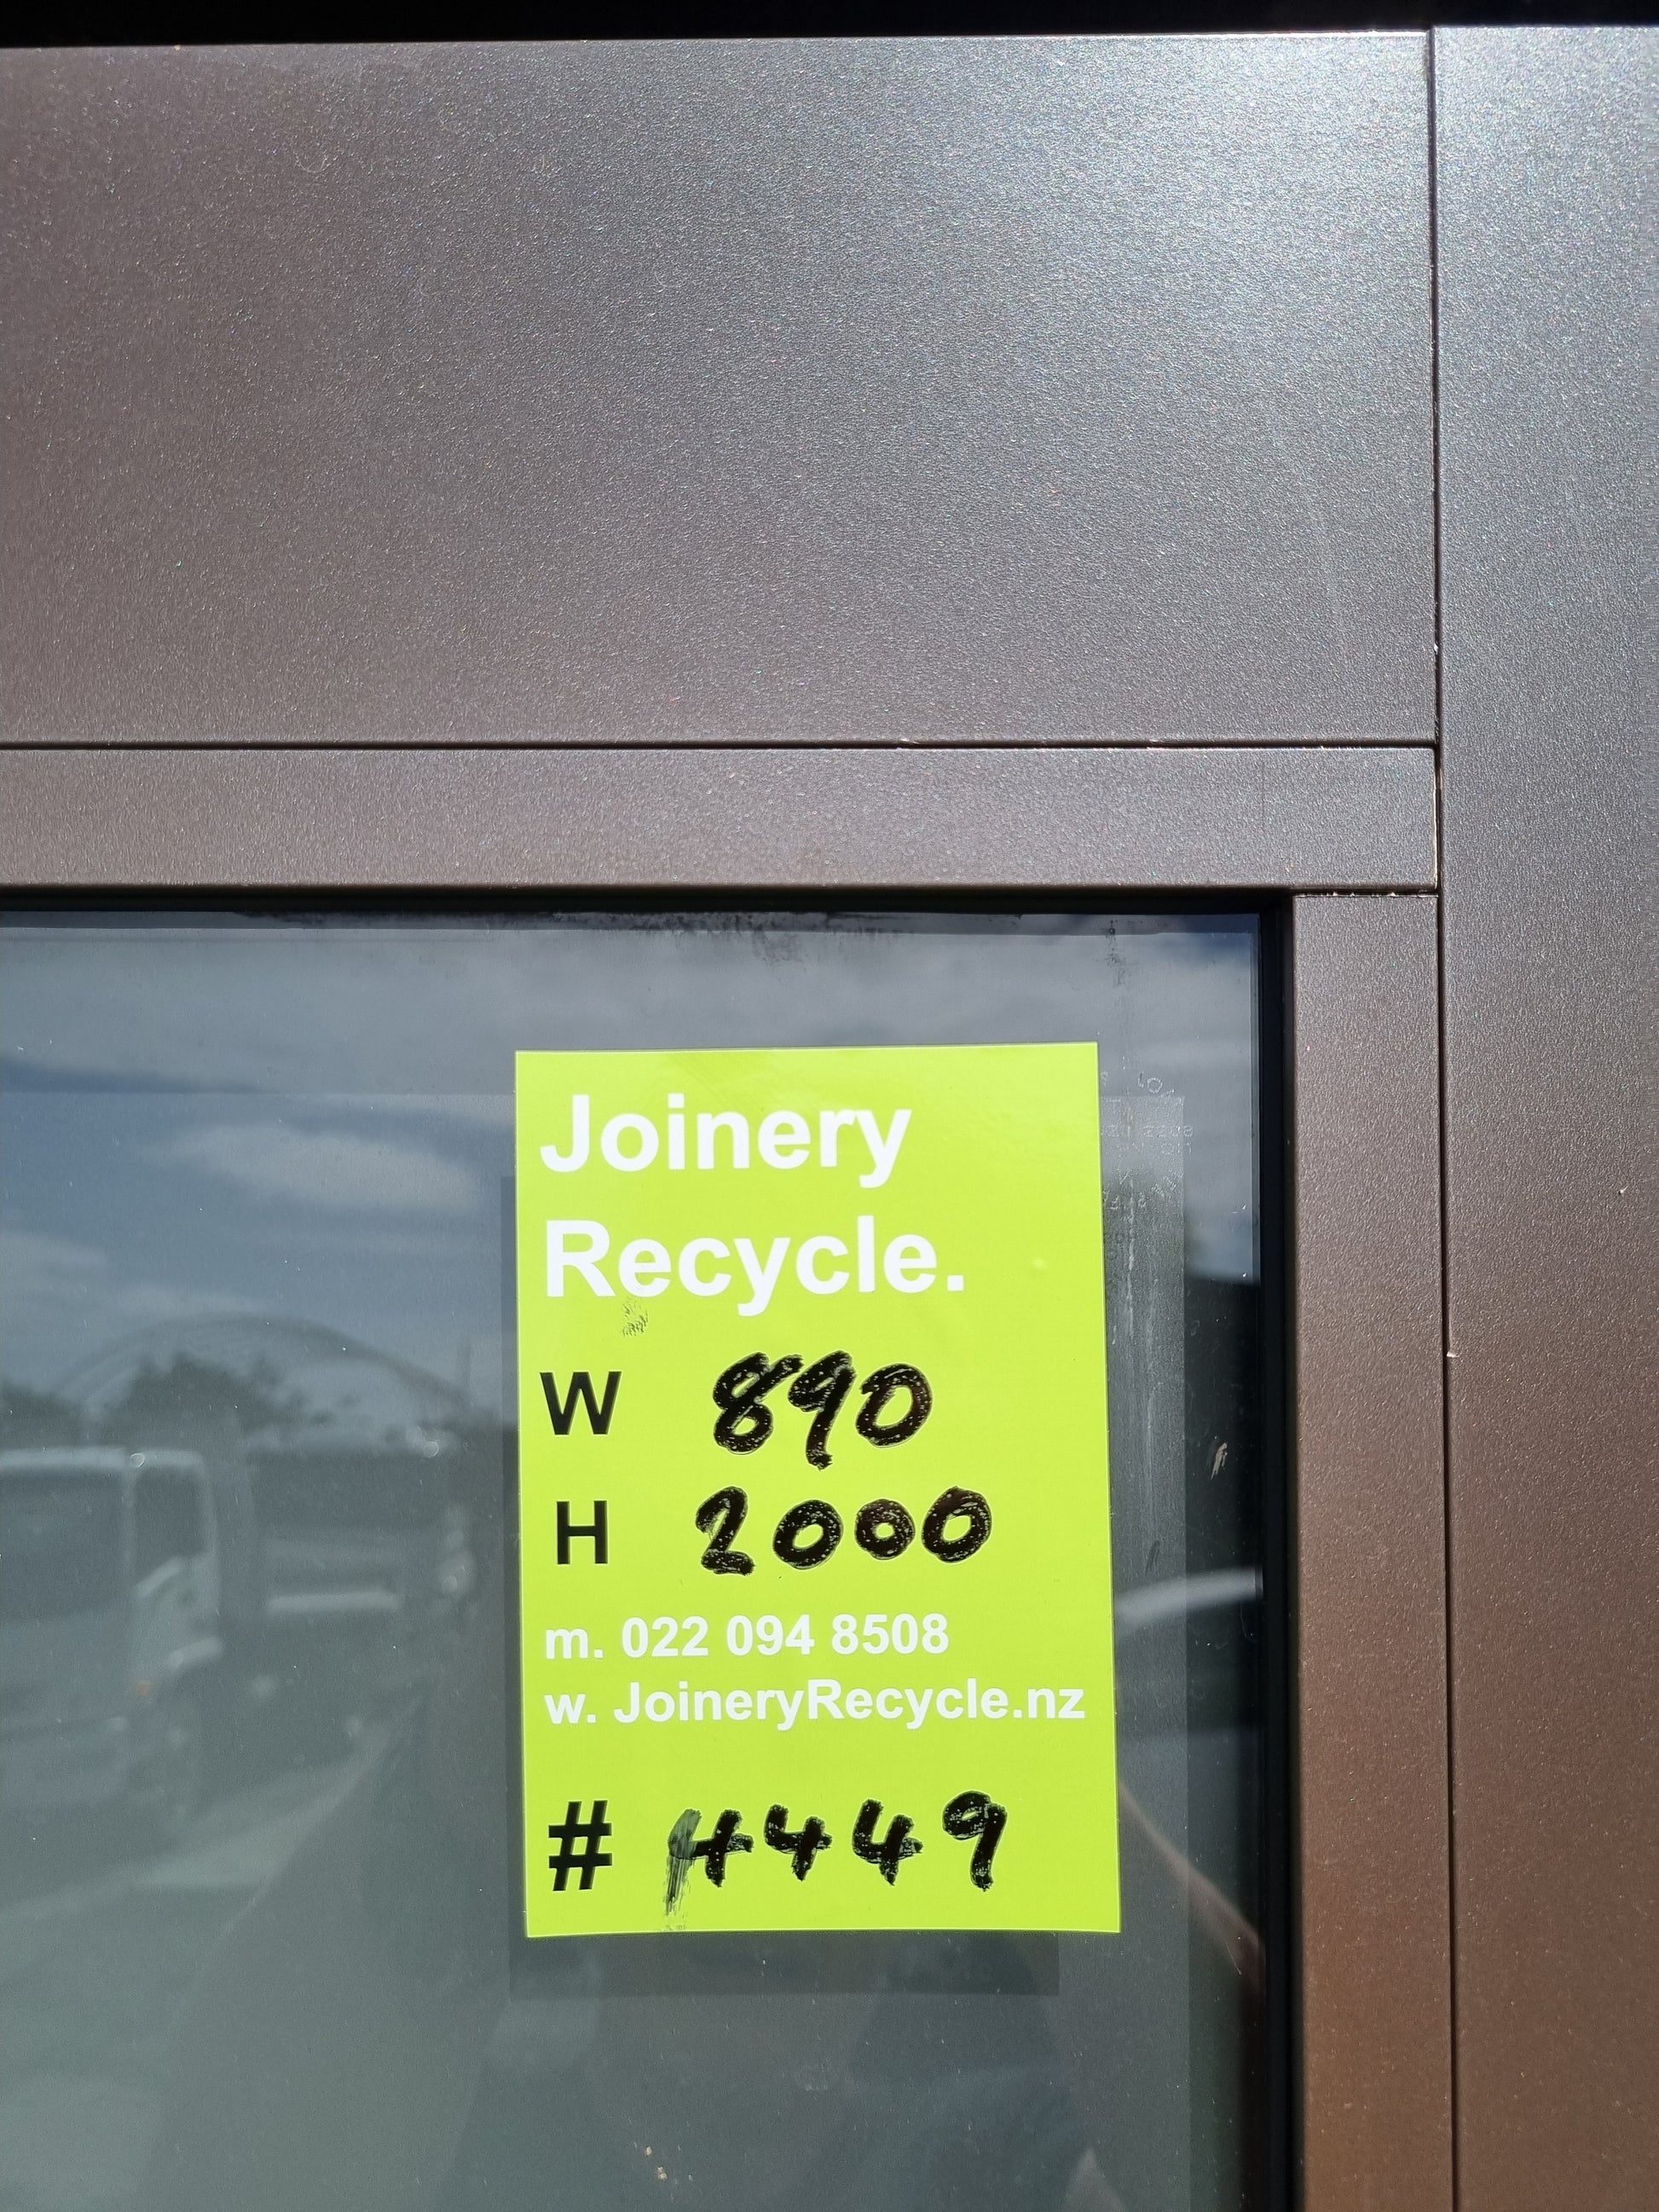 Joinery
Recycle.
W 890
H 2000
m. 022 094 8508
w. JoineryRecycle.nz
# 4449